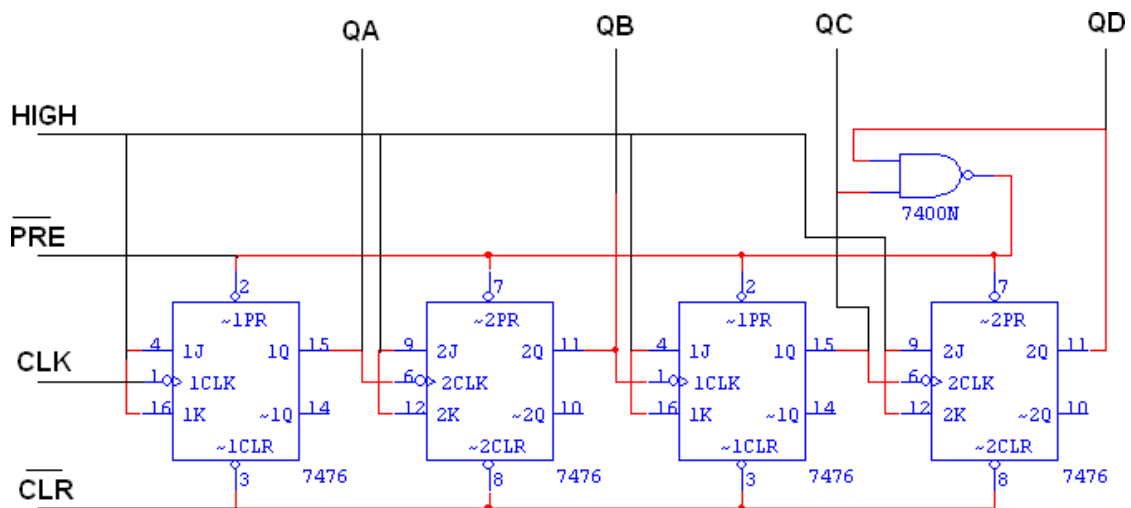 QA QB QC QD
HIGH
7400N
PRE
2 7 2 7
~1PR ~2PR ~1PR ~2PR
4 1J 1Q 15 9 2J 2Q 11 4 1J 1Q 15 9 2J 2Q 11
CLK
1 1CLK 6 2CLK 1 1CLK 6 2CLK
16 1K ~1Q 14 12 2K ~2Q 10 16 1K ~1Q 14 12 2K ~2Q 10
~1CLR ~2CLR ~1CLR ~2CLR
3 7476 8 7476 3 7476 8 7476
CLR